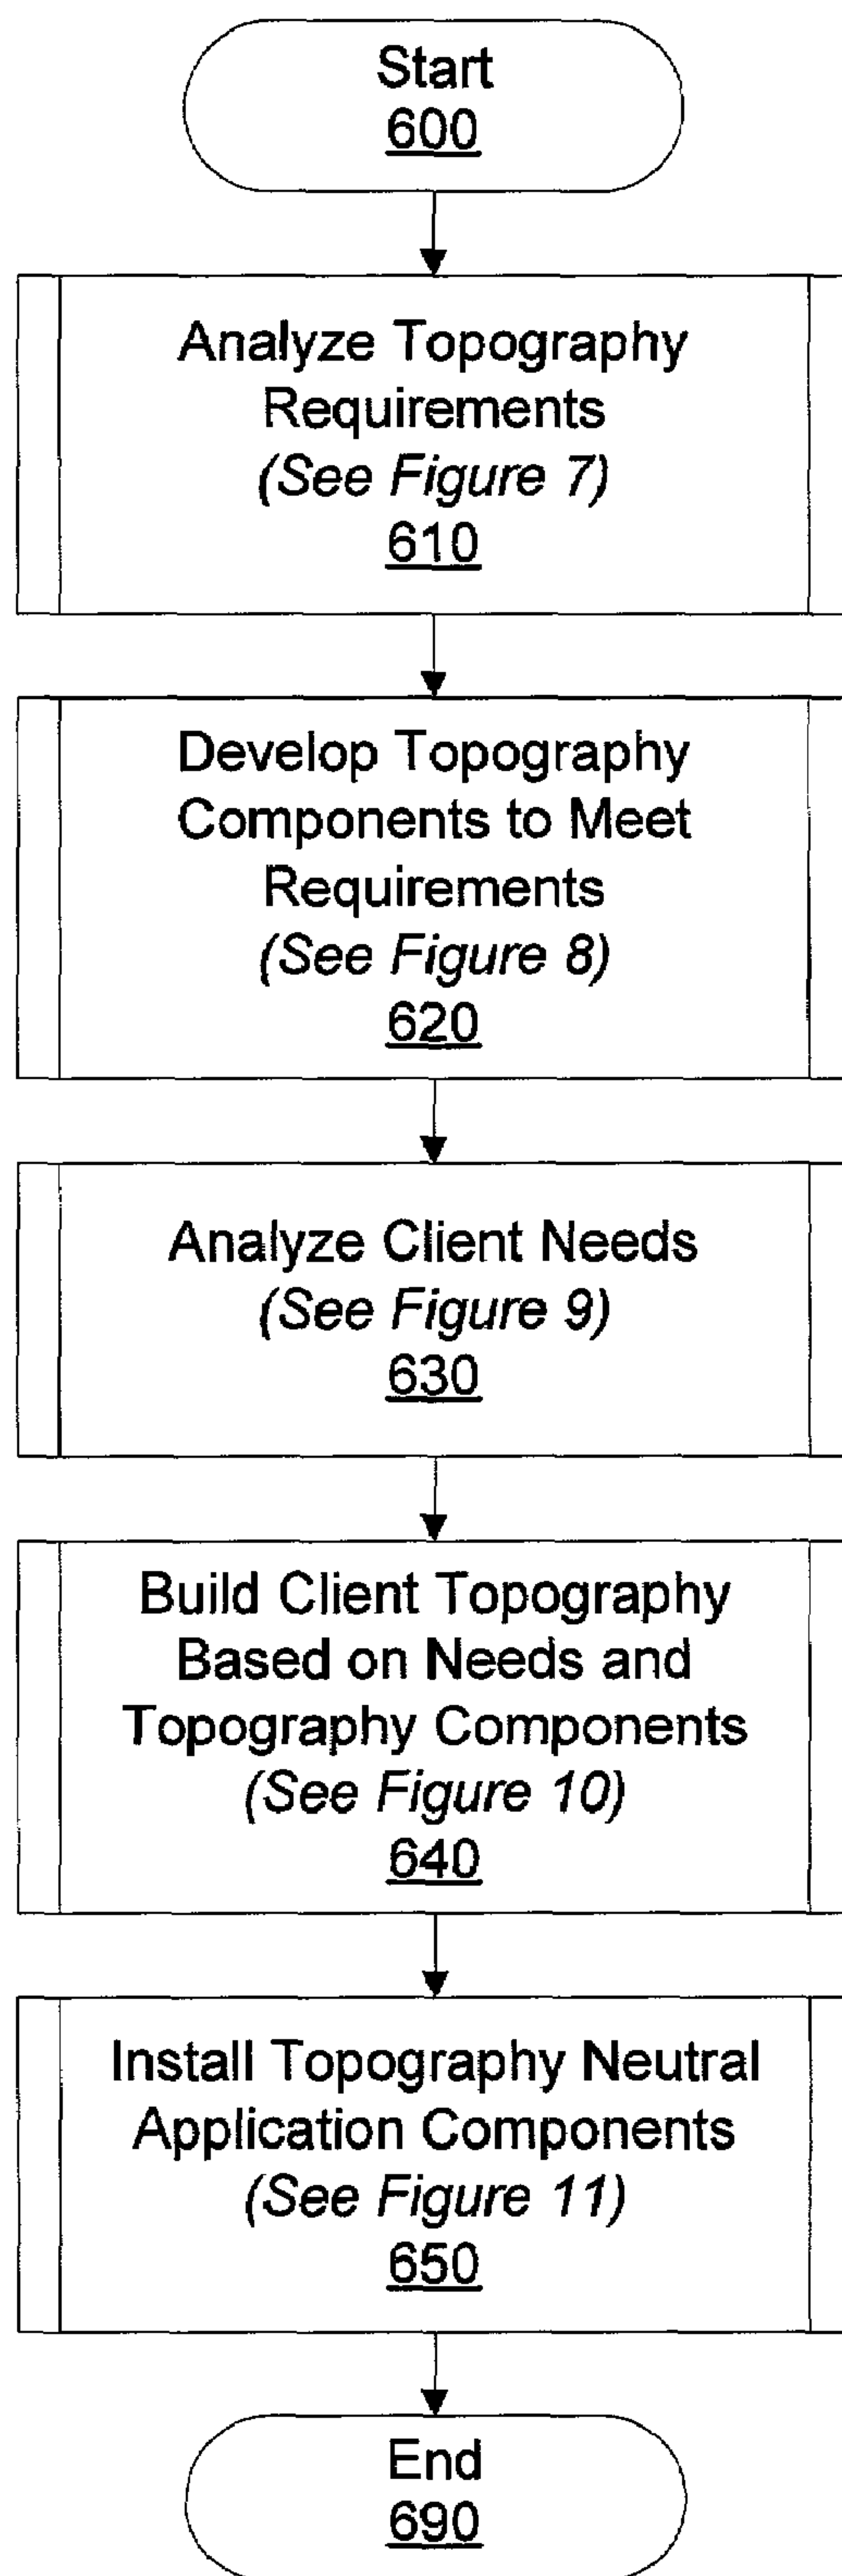 Start
600
Analyze Topography
Requirements
(See Figure 7)
610
Develop Topography
Components to Meet
Requirements
(See Figure 8)
620
Analyze Client Needs
(See Figure 9)
630
Build Client Topography
Based on Needs and
Topography Components
(See Figure 10)
640
Install Topography Neutral
Application Components
(See Figure 11)
650
End
690